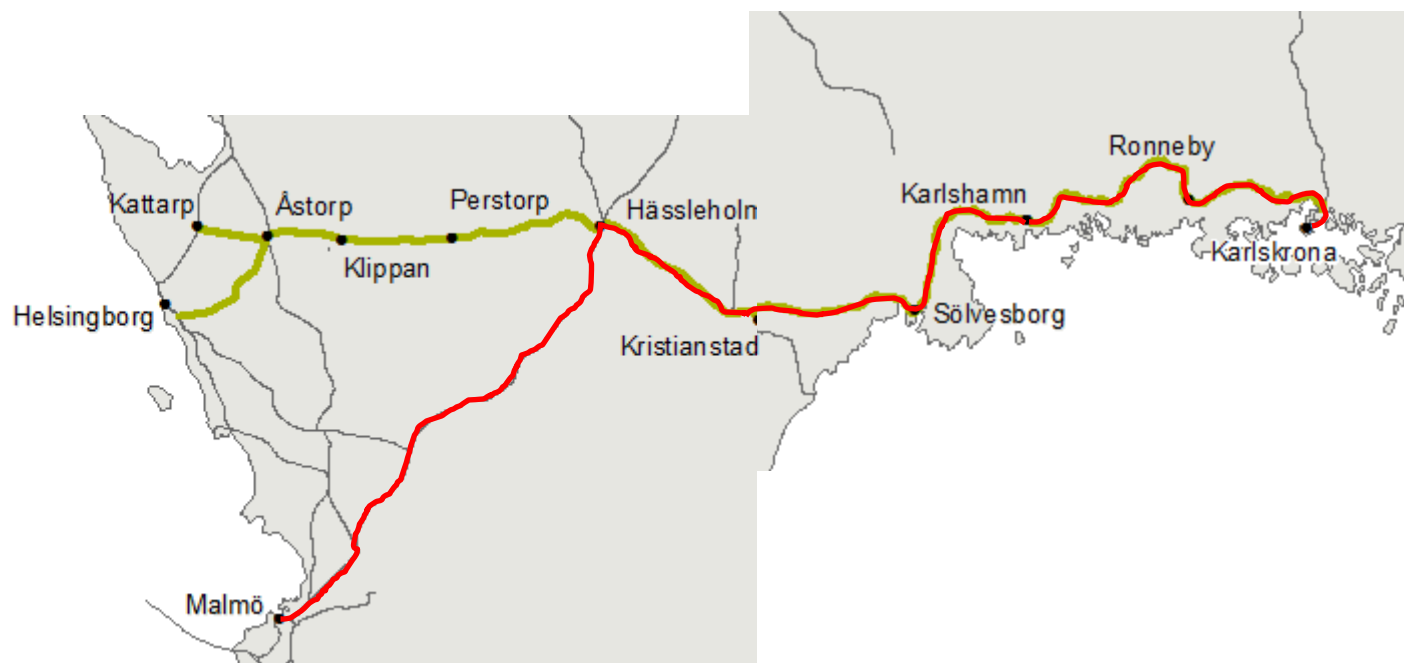 Ronneby
Karlshamn
Kattarp
Åstorp
Perstorp
Hässleholm
Karlskrona
Klippan
Helsingborg
Sölvesborg
Kristianstad
Malmö